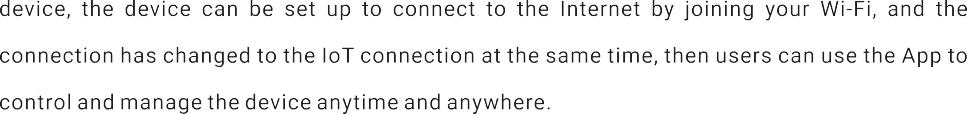 device, the device can be set up to connect to the Internet by joining your Wi-Fi, and the
connection has changed to the IoT connection at the same time, then users can use the App to
control and manage the device anytime and anywhere.